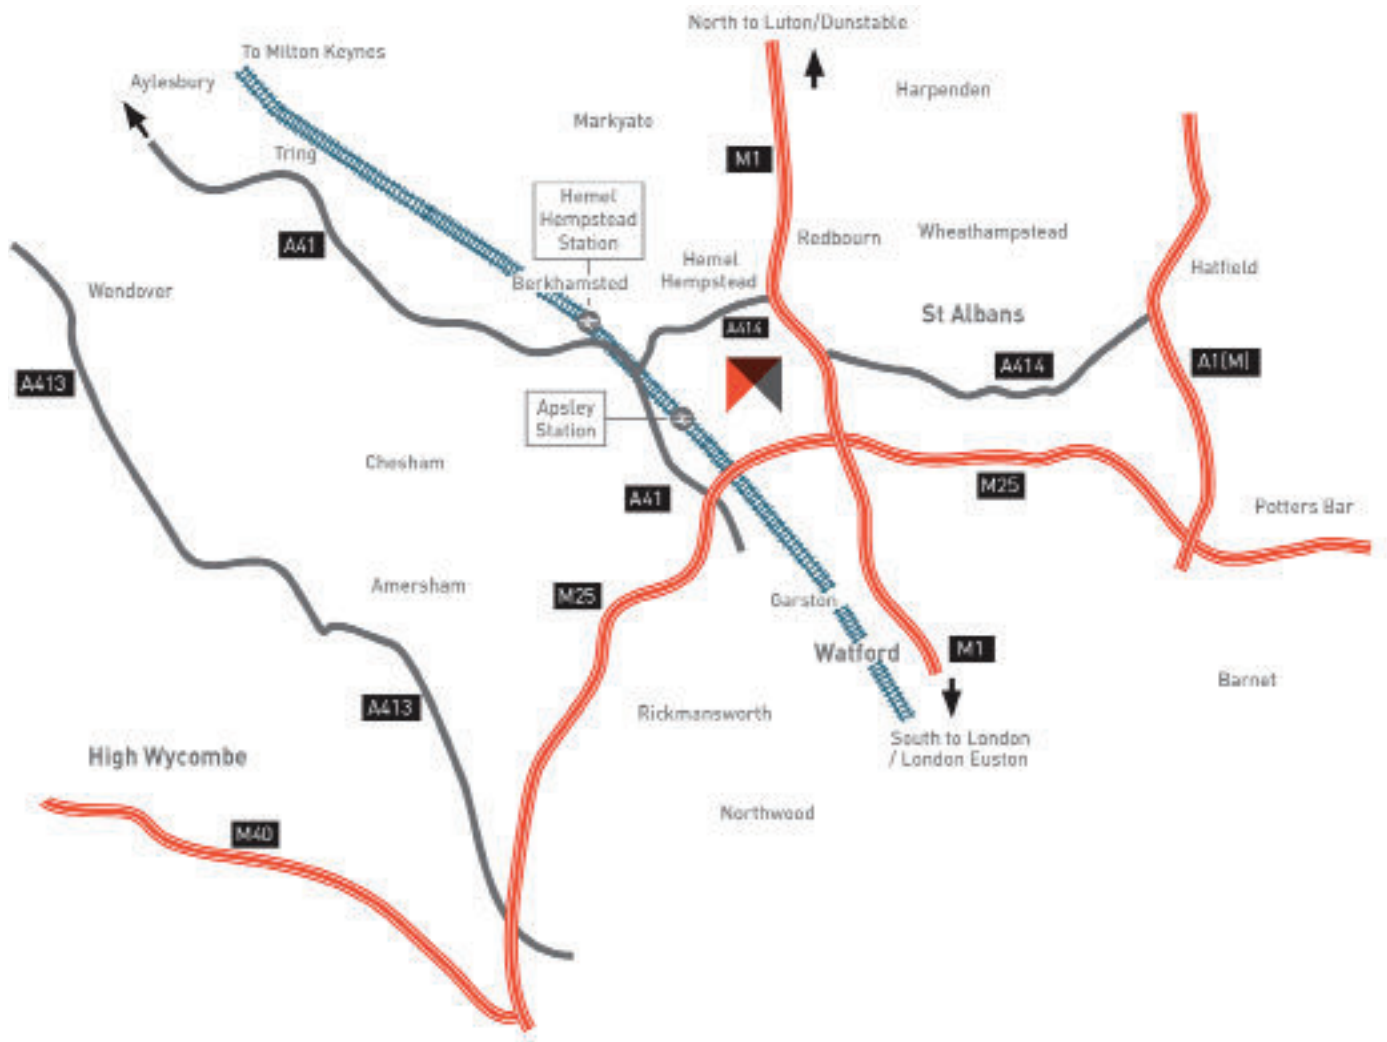 North to Luton/Dunstable
To Milton Keynes
Aylesbury
Harpenden
Markyate
Tring
M1
Hemel
Hempstead
Station
A41
Redbourn
Wheathampstead
Hemel
Hempstead
Hatfield
Berkhamsted
Wendover
St Albans
A414
A413
A414
A1(M)
Apsley
Station
Chesham
A41
M25
Potters Bar
Amersham
M25
Garston
Watford
M1
Barnet
A413
Rickmansworth
South to London
/ London Euston
High Wycombe
Northwood
M40